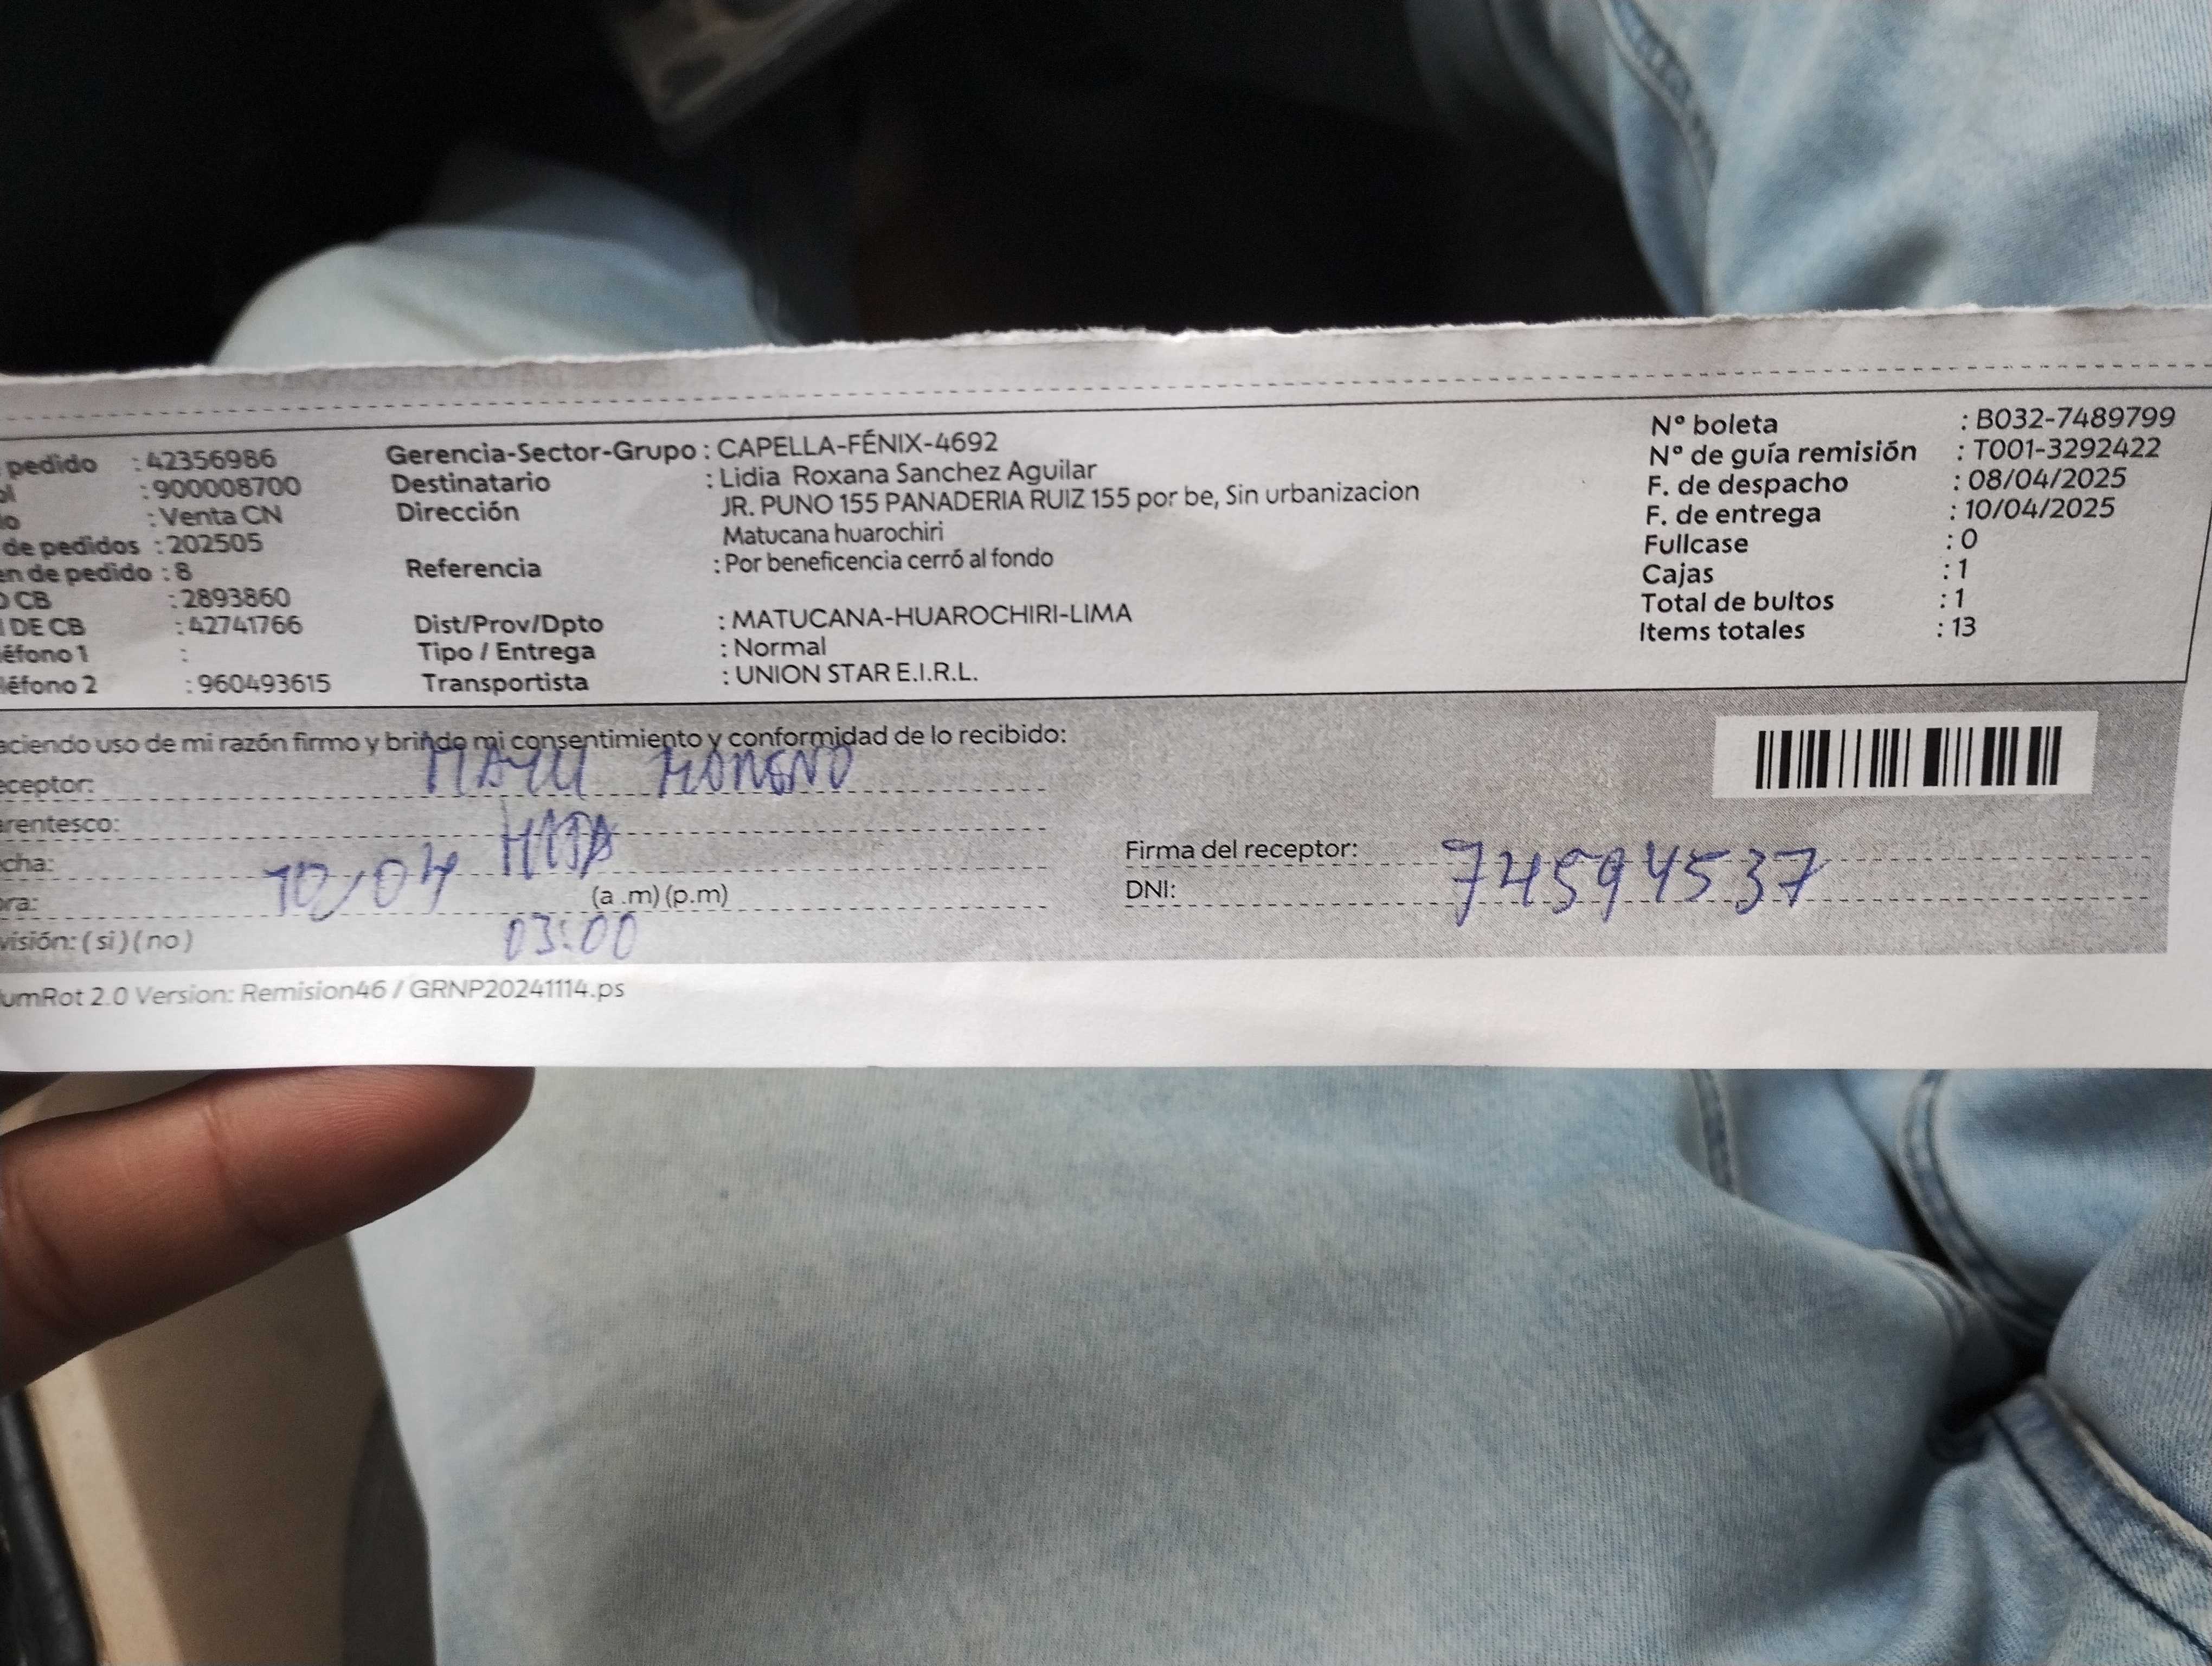 pedido : 42356986
: 900008700
: Venta CN
de pedidos : 202505
en de pedido : 8
CB : 2893860
DE CB : 42741766
éfono 1 :
léfono 2 : 960493615
Gerencia-Sector-Grupo : CAPELLA-FÉNIX-4692
Destinatario : Lidia Roxana Sanchez Aguilar
Dirección JR. PUNO 155 PANADERIA RUIZ 155 por be, Sin urbanizacion
Matucana huarochiri
Referencia : Por beneficencia cerró al fondo
Dist/Prov/Dpto : MATUCANA-HUAROCHIRI-LIMA
Tipo / Entrega : Normal
Transportista : UNION STAR E.I.R.L.
N° boleta : B032-7489799
N° de guía remisión : T001-3292422
F. de despacho : 08/04/2025
F. de entrega : 10/04/2025
Fullcase : 0
Cajas : 1
Total de bultos : 1
Items totales : 13
aciendo uso de mi razón firmo y brindo mi consentimiento y conformidad de lo recibido:
eceptor: MAYU MORENO
arentesco: HIJA
cha: 10/04
ora: (a .m) (p.m)
03:00
visión: ( si ) ( no )
Firma del receptor:
DNI: 74594537
umRot 2.0 Version: Remision46 / GRNP20241114.ps